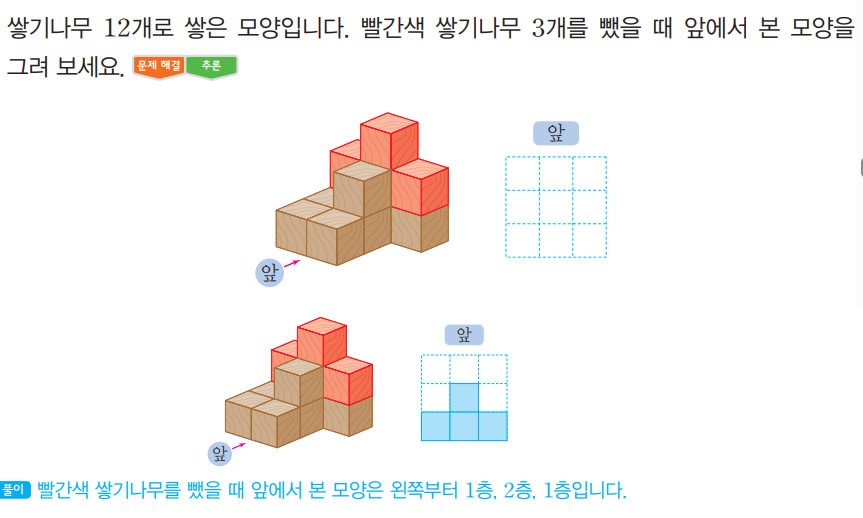 쌓기나무 12개로 쌓은 모양입니다. 빨간색 쌓기나무 3개를 뺐을 때 앞에서 본 모양을
그려 보세요. 문제 해결 추론
앞
앞
앞
앞
풀이 빨간색 쌓기나무를 뺐을 때 앞에서 본 모양은 왼쪽부터 1층, 2층, 1층입니다.